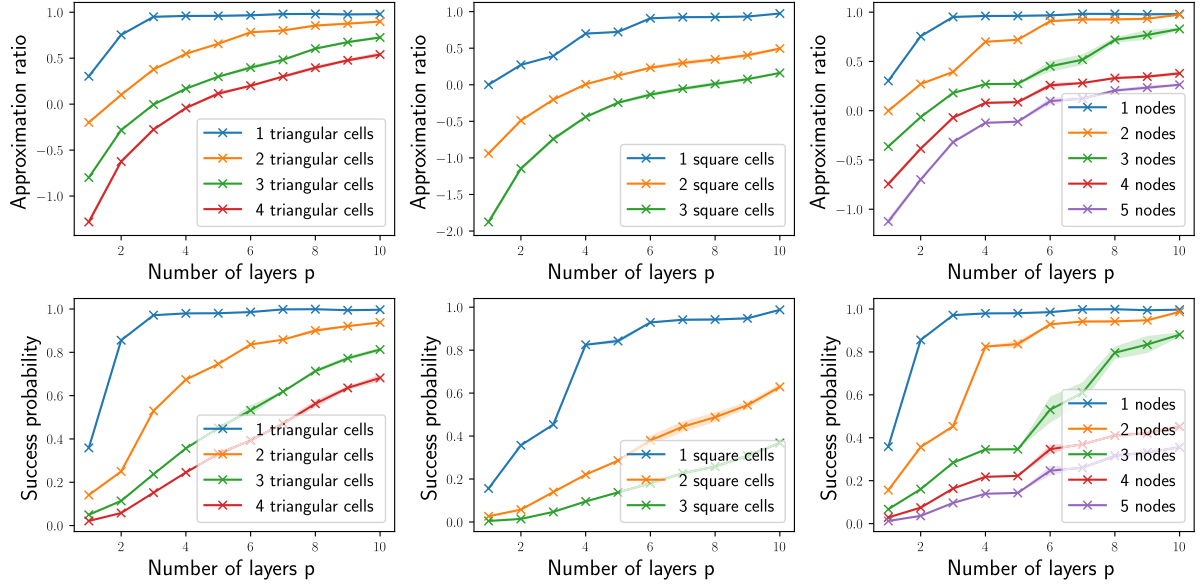 1.0
0.5
0.0
−0.5
−1.0
Approximation ratio
1 triangular cells
2 triangular cells
3 triangular cells
4 triangular cells
2 4 6 8 10
Number of layers p
1.0
0.5
0.0
−0.5
−1.0
−1.5
−2.0
Approximation ratio
1 square cells
2 square cells
3 square cells
2 4 6 8 10
Number of layers p
1.0
0.5
0.0
−0.5
−1.0
Approximation ratio
1 nodes
2 nodes
3 nodes
4 nodes
5 nodes
2 4 6 8 10
Number of layers p
1.0
0.8
0.6
0.4
0.2
0.0
Success probability
1 triangular cells
2 triangular cells
3 triangular cells
4 triangular cells
2 4 6 8 10
Number of layers p
1.0
0.8
0.6
0.4
0.2
0.0
Success probability
1 square cells
2 square cells
3 square cells
2 4 6 8 10
Number of layers p
1.0
0.8
0.6
0.4
0.2
0.0
Success probability
1 nodes
2 nodes
3 nodes
4 nodes
5 nodes
2 4 6 8 10
Number of layers p